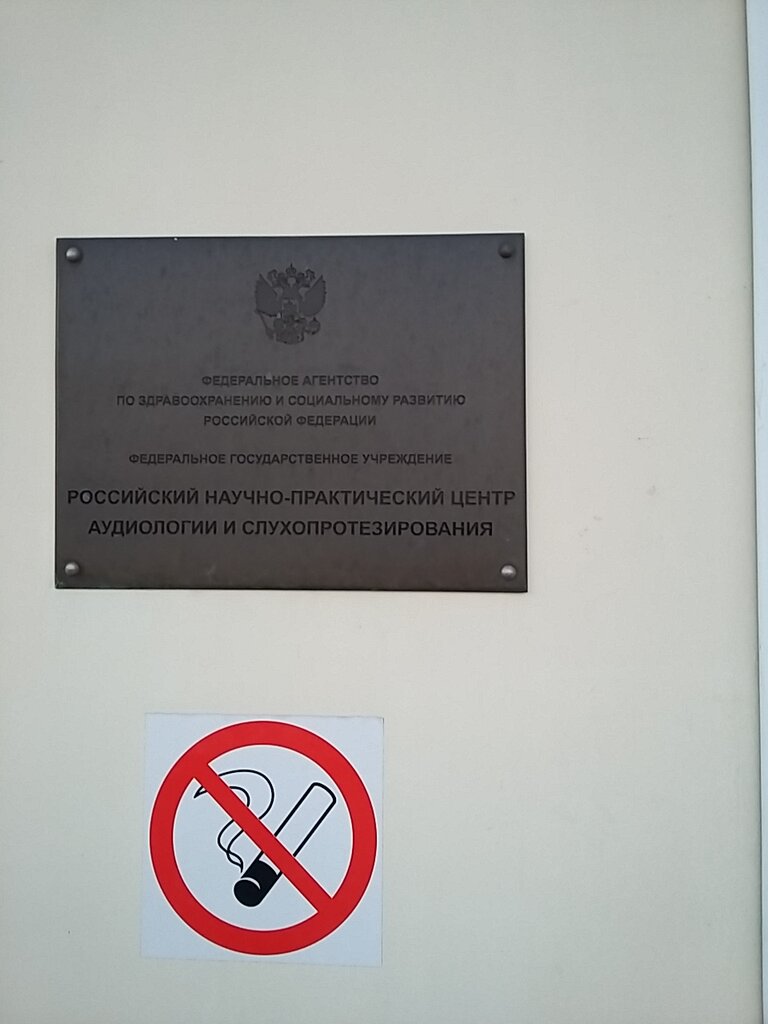 ФЕДЕРАЛЬНОЕ АГЕНТСТВО
ПО ЗДРАВООХРАНЕНИЮ И СОЦИАЛЬНОМУ РАЗВИТИЮ
РОССИЙСКОЙ ФЕДЕРАЦИИ
ФЕДЕРАЛЬНОЕ ГОСУДАРСТВЕННОЕ УЧРЕЖДЕНИЕ
РОССИЙСКИЙ НАУЧНО-ПРАКТИЧЕСКИЙ ЦЕНТР
АУДИОЛОГИИ И СЛУХОПРОТЕЗИРОВАНИЯ